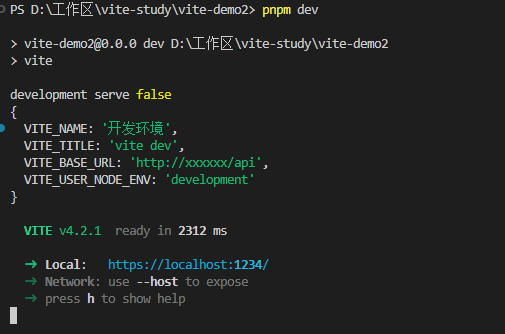 PS D:\工作区\vite-study\vite-demo2> pnpm dev
> vite-demo2@0.0.0 dev D:\工作区\vite-study\vite-demo2
> vite
development serve false
{
VITE_NAME: '开发环境',
VITE_TITLE: 'vite dev',
VITE_BASE_URL: 'http://xxxxxx/api',
VITE_USER_NODE_ENV: 'development'
}
VITE v4.2.1 ready in 2312 ms
➜ Local: https://localhost:1234/
➜ Network: use --host to expose
➜ press h to show help